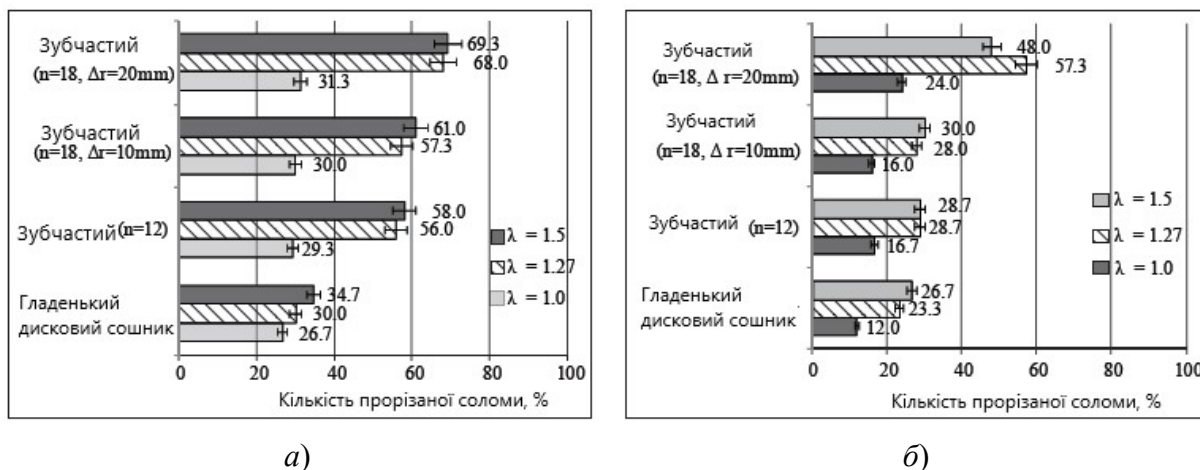 Зубчастий
(n=18, Δr=20mm)
69.3
68.0
31.3
Зубчастий
(n=18, Δr=10mm)
61.0
57.3
30.0
Зубчастий (n=12)
58.0
56.0
29.3
Гладенький
дисковий сошник
34.7
30.0
26.7
λ = 1.5
λ = 1.27
λ = 1.0
0 20 40 60 80 100
Кількість прорізаної соломи, %
а)
Зубчастий
(n=18, Δ r=20mm)
48.0
57.3
24.0
Зубчастий
(n=18, Δ r=10mm)
30.0
28.0
16.0
Зубчастий (n=12)
28.7
28.7
16.7
Гладенький
дисковий сошник
26.7
23.3
12.0
λ = 1.5
λ = 1.27
λ = 1.0
0 20 40 60 80 100
Кількість прорізаної соломи, %
б)